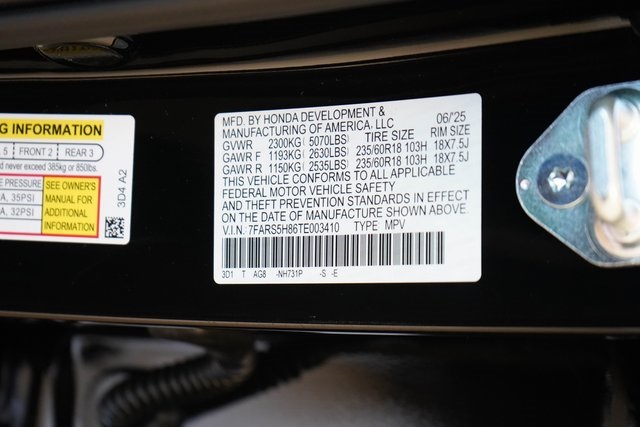 G INFORMATION
5 FRONT 2 REAR 3
d never exceed 385kg or 850lbs.
E PRESSURE
A, 35PSI
A, 32PSI
SEE OWNER'S
MANUAL FOR
ADDITIONAL
INFORMATION
3D4 A2
MFD. BY HONDA DEVELOPMENT & 06/'25
MANUFACTURING OF AMERICA, LLC
GVWR 2300KG( 5070LBS) TIRE SIZE RIM SIZE
GAWR F 1193KG( 2630LBS) 235/60R18 103H 18X7.5J
GAWR R 1150KG( 2535LBS) 235/60R18 103H 18X7.5J
THIS VEHICLE CONFORMS TO ALL APPLICABLE
FEDERAL MOTOR VEHICLE SAFETY
AND THEFT PREVENTION STANDARDS IN EFFECT
ON THE DATE OF MANUFACTURE SHOWN ABOVE.
V.I.N: 7FARS5H86TE003410 TYPE: MPV
3D1 T AG8 -NH731P -S -E